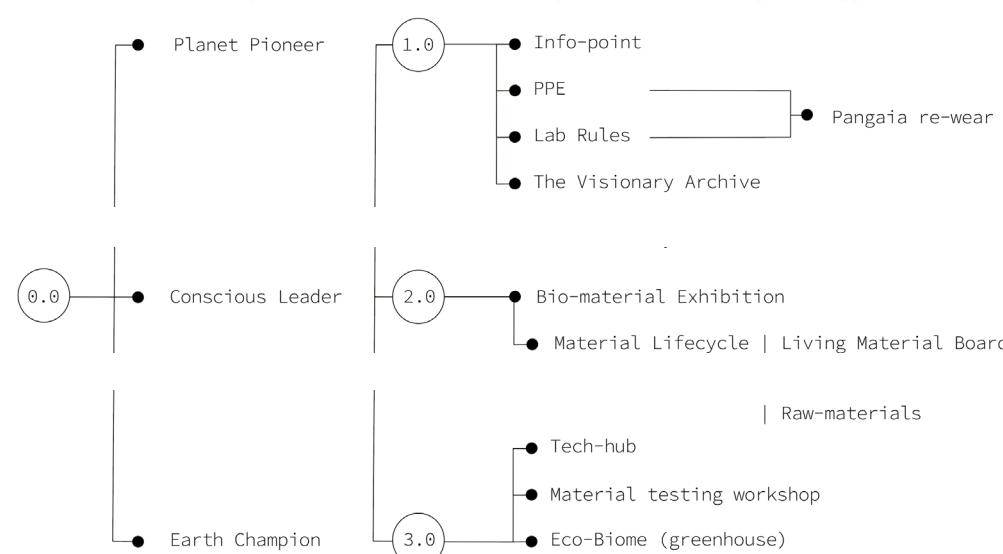 Planet Pioneer
1.0
Info-point
PPE
Lab Rules
Pangaia re-wear
The Visionary Archive
0.0
Conscious Leader
2.0
Bio-material Exhibition
Material Lifecycle | Living Material Board
| Raw-materials
Tech-hub
Material testing workshop
Earth Champion
3.0
Eco-Biome (greenhouse)